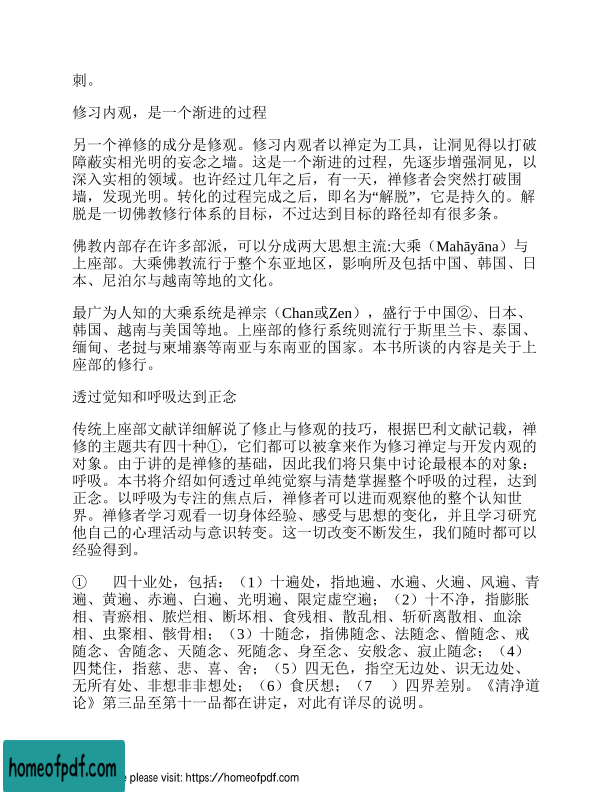 刺。
修习内观，是一个渐进的过程
另一个禅修的成分是修观。修习内观者以禅定为工具，让洞见得以打破
障蔽实相光明的妄念之墙。这是一个渐进的过程，先逐步增强洞见，以
深入实相的领域。也许经过几年之后，有一天，禅修者会突然打破围
墙，发现光明。转化的过程完成之后，即名为“解脱”，它是持久的。解
脱是一切佛教修行体系的目标，不过达到目标的路径却有很多条。
佛教内部存在许多部派，可以分成两大思想主流:大乘（Mahāyāna）与
上座部。大乘佛教流行于整个东亚地区，影响所及包括中国、韩国、日
本、尼泊尔与越南等地的文化。
最广为人知的大乘系统是禅宗（Chan或Zen），盛行于中国②、日本、
韩国、越南与美国等地。上座部的修行系统则流行于斯里兰卡、泰国、
缅甸、老挝与柬埔寨等南亚与东南亚的国家。本书所谈的内容是关于上
座部的修行。
透过觉知和呼吸达到正念
传统上座部文献详细解说了修止与修观的技巧，根据巴利文献记载，禅
修的主题共有四十种①，它们都可以被拿来作为修习禅定与开发内观的
对象。由于讲的是禅修的基础，因此我们将只集中讨论最根本的对象：
呼吸。本书将介绍如何透过单纯觉察与清楚掌握整个呼吸的过程，达到
正念。以呼吸为专注的焦点后，禅修者可以进而观察他的整个认知世
界。禅修者学习观看一切身体经验、感受与思想的变化，并且学习研究
他自己的心理活动与意识转变。这一切改变不断发生，我们随时都可以
经验得到。
① 四十业处，包括：（1）十遍处，指地遍、水遍、火遍、风遍、青
遍、黄遍、赤遍、白遍、光明遍、限定虚空遍；（2）十不净，指膨胀
相、青瘀相、脓烂相、断坏相、食残相、散乱相、斩斫离散相、血涂
相、虫聚相、骸骨相；（3）十随念，指佛随念、法随念、僧随念、戒
随念、舍随念、天随念、死随念、身至念、安般念、寂止随念；（4）
四梵住，指慈、悲、喜、舍；（5）四无色，指空无边处、识无边处、
无所有处、非想非非想处；（6）食厌想；（7 ）四界差别。《清净道
论》第三品至第十一品都在讲定，对此有详尽的说明。
homeofpdf.com
please visit: https://homeofpdf.com